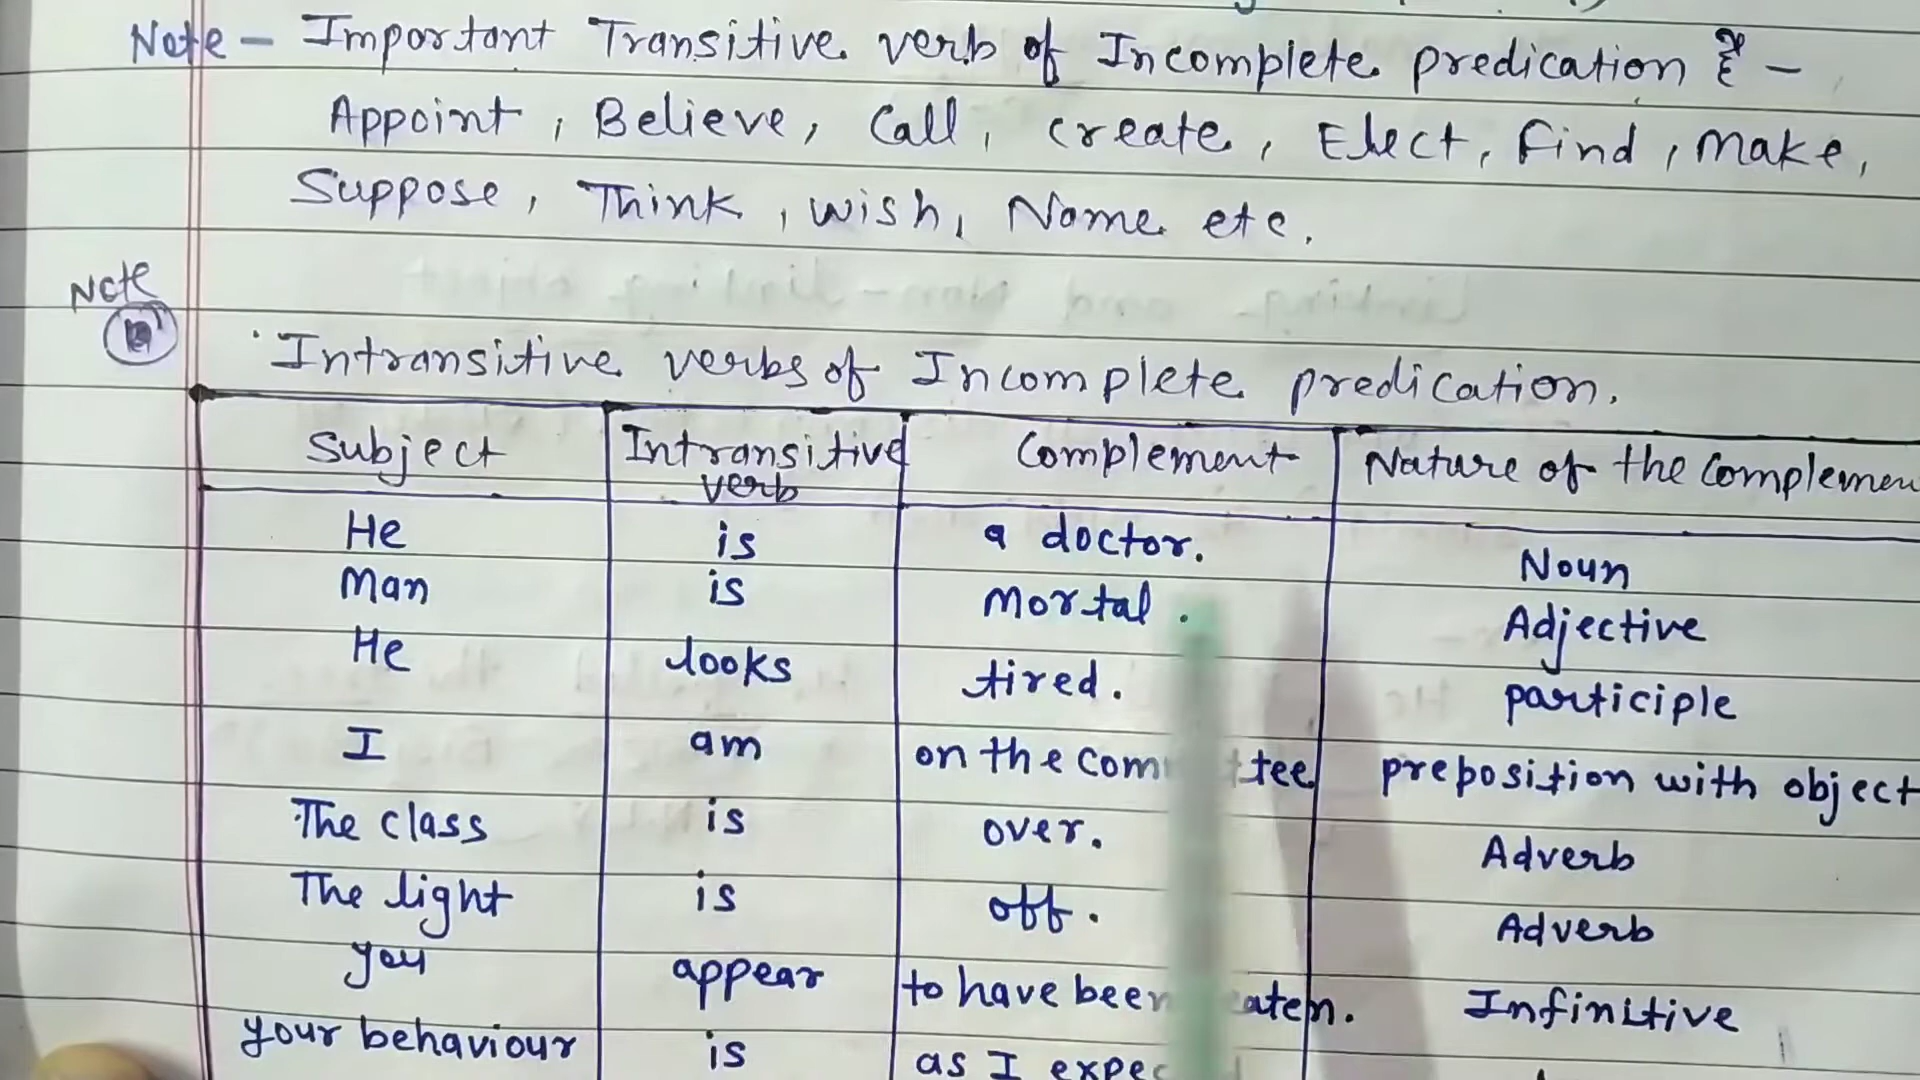 Note - Important Transitive verb of Incomplete predication है -
Appoint, Believe, Call, create, Elect, find, make,
Suppose, Think, wish, Name etc.
Note
Intransitive verbs of Incomplete predication.
Subject Intransitive verb Complement Nature of the complemen
He is a doctor. Noun
Man is mortal. Adjective
He looks tired. participle
I am on the com tee preposition with object
The class is over. Adverb
The light is off. Adverb
you appear to have been eaten. Infinitive
your behaviour is as I expec